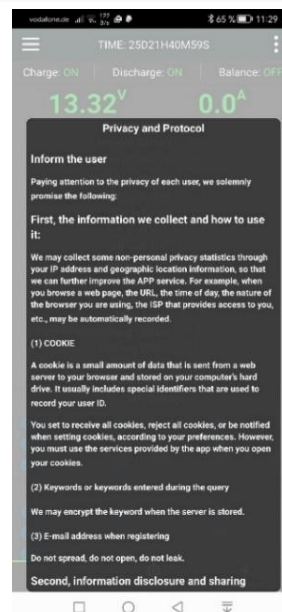 vodafone.de 65 % 11:29
TIME: 25D21H40M59S
Charge: ON Discharge: ON Balance: OFF
13.32V 0.0A
Privacy and Protocol
Inform the user
Paying attention to the privacy of each user, we solemnly
promise the following:
First, the information we collect and how to use
it:
We may collect some non-personal privacy statistics through
your IP address and geographic location information, so that
we can further improve the APP service. For example, when
you browse a web page, the URL, the time of day, the nature of
the browser you are using, the ISP that provides access to you,
etc., may be automatically recorded.
(1) COOKIE
A cookie is a small amount of data that is sent from a web
server to your browser and stored on your computer's hard
drive. It usually includes special identifiers that are used to
record your user ID.
You set to receive all cookies, reject all cookies, or be notified
when setting cookies, according to your preferences. However,
you must use the services provided by the app when you open
your cookies.
(2) Keywords or keywords entered during the query
We may encrypt the keyword when the server is stored.
(3) E-mail address when registering
Do not spread, do not open, do not leak.
Second, information disclosure and sharing